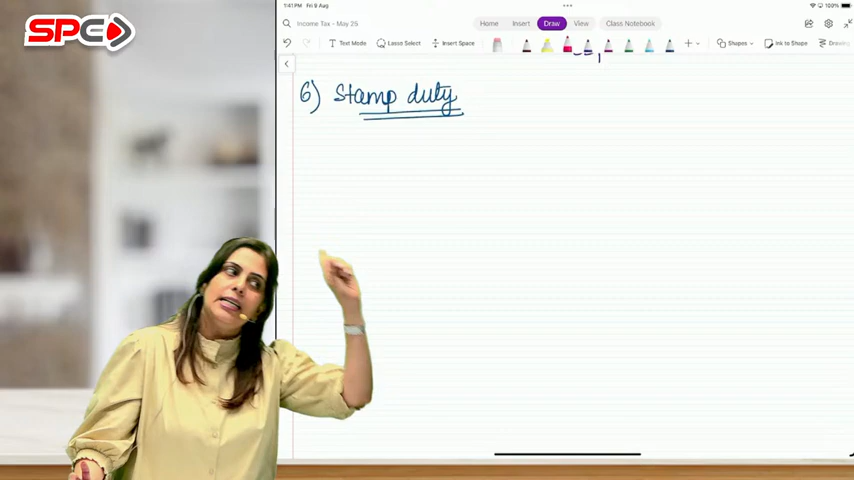 SPC
1:41 PM Fri 9 Aug
100%
Income Tax - May 25
Home Insert Draw View Class Notebook
Text Mode Lasso Select Insert Space Shapes Ink to Shape Drawing
6) Stamp duty